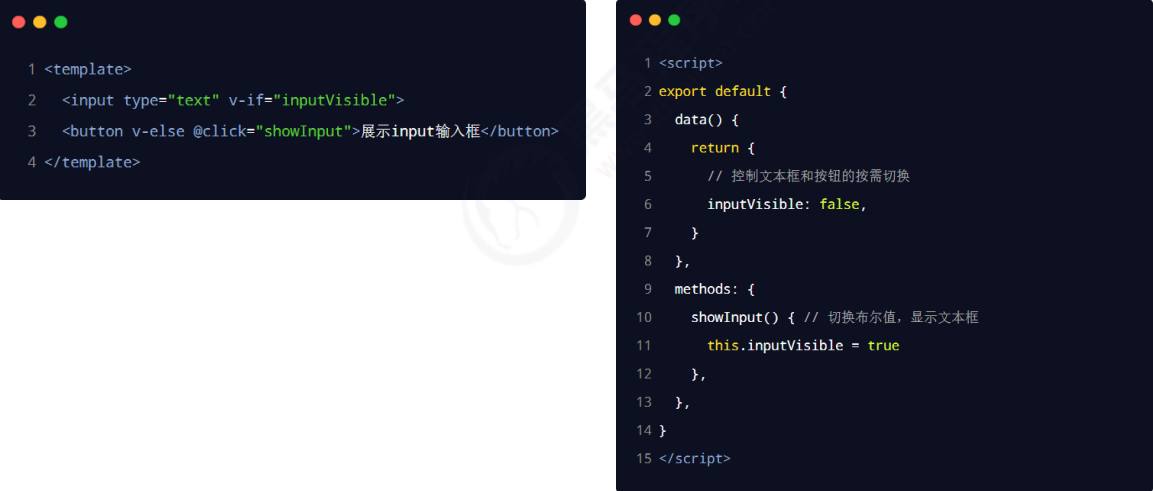 1 <template>
2   <input type="text" v-if="inputVisible">
3   <button v-else @click="showInput">展示input输入框</button>
4 </template>
1 <script>
2 export default {
3   data() {
4     return {
5       // 控制文本框和按钮的按需切换
6       inputVisible: false,
7     }
8   },
9   methods: {
10     showInput() { // 切换布尔值，显示文本框
11       this.inputVisible = true
12     },
13   },
14 }
15 </script>